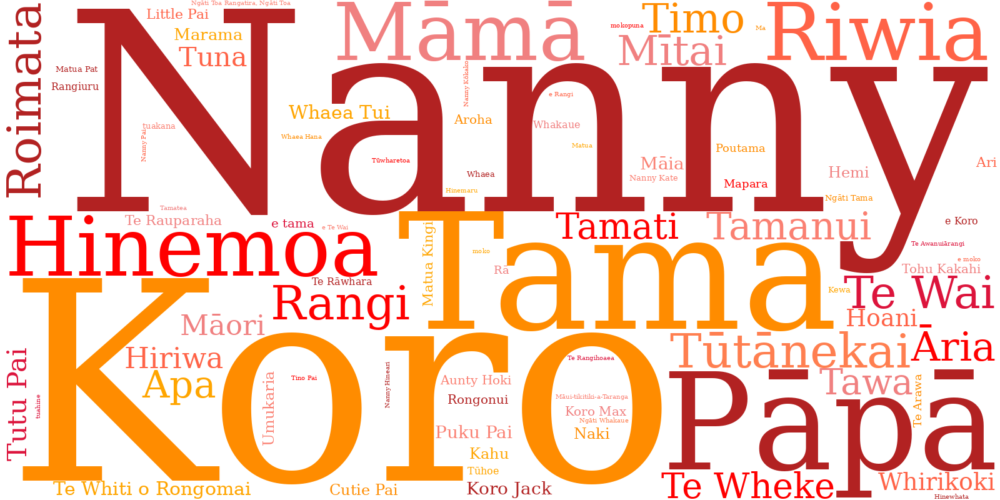 Ngāti Toa Rangatira, Ngāti Toa
Little Pai
Marama
Tuna
Roimata
Matua Pat
Rangiuru
Nanny
Māmā
mokopuna
Timo
Ma
Mītai
Riwia
tuakana
Nanny Pai
Whaea Tui
Whaea Hana
Tūwharetoa
Nanny Kōkako
Aroha
e Rangi
Whakaue
Matua
Whaea
Hinemaru
Māia
Nanny Kate
Poutama
Mapara
Hemi
Ngāti Tama
Ari
Tamatea
Te Rauparaha
e tama
e Te Wai
Hinemoa
Tama
Matua Kingi
moko
Rā
Tamati
Tamanui
e Koro
Te Awanuiārangi
e moko
Tohu Kakahi
Te Wai
Kewa
Hoani
Te Rāwhara
Rangi
Koro
Māori
Hiriwa
Apa
Umukaria
Tino Pai
Tutu Pai
tuahine
Nanny Hineari
Aunty Hoki
Rongonui
Puku Pai
Kahu
Tūhoe
Te Rangihoaea
Māui-tikitiki-a-Taranga
Koro Max
Ngāti Whakaue
Naki
Tūtānekai
Āria
Tawa
Te Arawa
Pāpā
Te Wheke
Whirikoki
Hinewhata
Te Whiti o Rongomai
Cutie Pai
Koro Jack